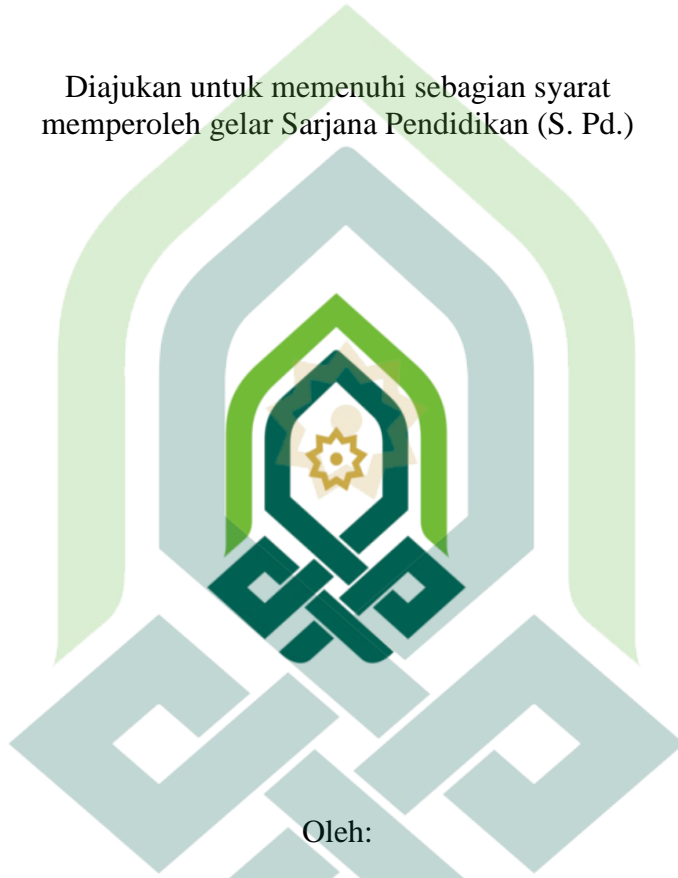 Diajukan untuk memenuhi sebagian syarat
memperoleh gelar Sarjana Pendidikan (S. Pd.)
Oleh: